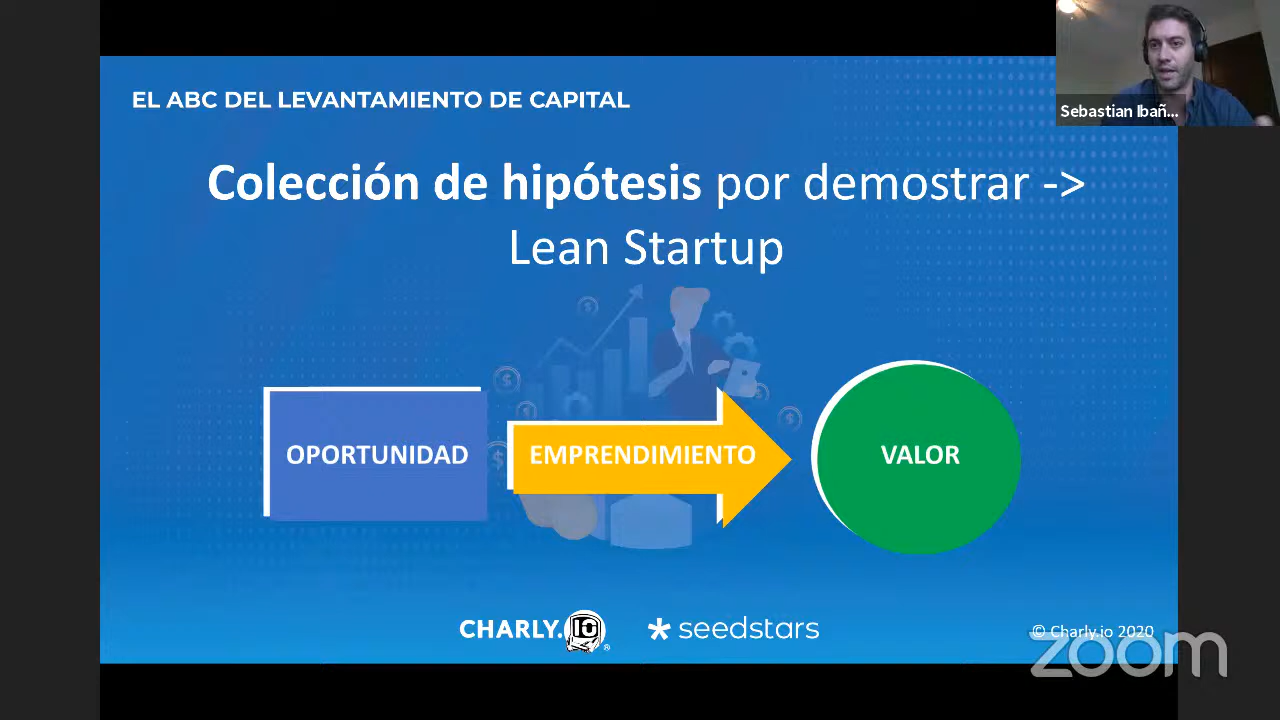 EL ABC DEL LEVANTAMIENTO DE CAPITAL
Sebastian Ibañ...
Colección de hipótesis por demostrar ->
Lean Startup
OPORTUNIDAD
EMPRENDIMIENTO
VALOR
CHARLY.IO®
seedstars
© Charly.io 2020
zoom